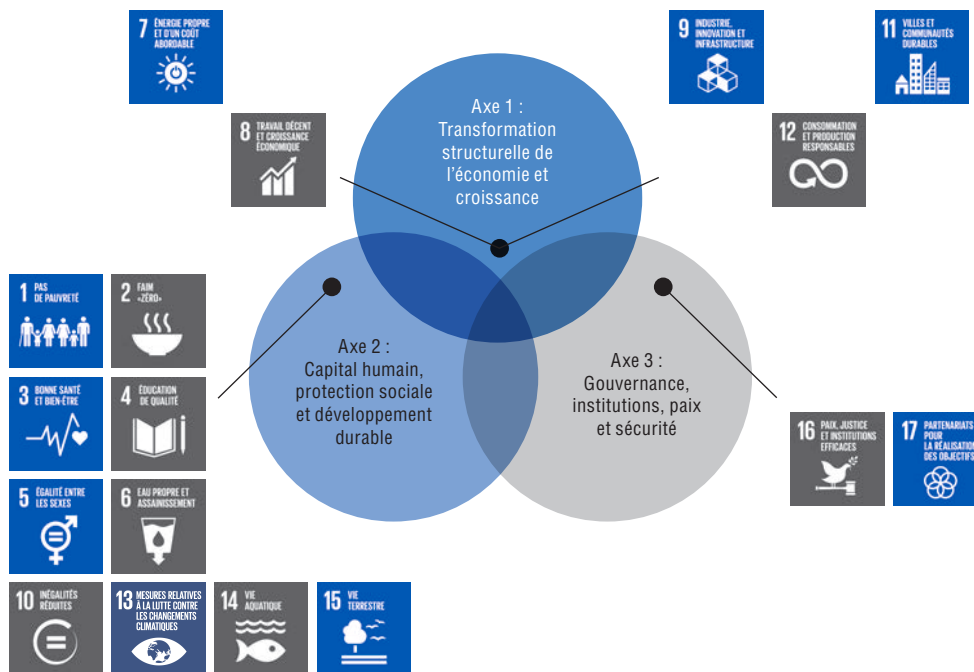 7 ÉNERGIE PROPRE
ET D'UN COÛT
ABORDABLE
8 TRAVAIL DÉCENT
ET CROISSANCE
ÉCONOMIQUE
9 INDUSTRIE,
INNOVATION ET
INFRASTRUCTURE
11 VILLES ET
COMMUNAUTÉS
DURABLES
12 CONSOMMATION
ET PRODUCTION
RESPONSABLES
Axe 1 :
Transformation
structurelle de
l'économie et
croissance
1 PAS
DE PAUVRETÉ
2 FAIM
«ZÉRO»
3 BONNE SANTÉ
ET BIEN-ÊTRE
4 ÉDUCATION
DE QUALITÉ
5 ÉGALITÉ ENTRE
LES SEXES
6 EAU PROPRE ET
ASSAINISSEMENT
10 INÉGALITÉS
RÉDUITES
13 MESURES RELATIVES
À LA LUTTE CONTRE
LES CHANGEMENTS
CLIMATIQUES
14 VIE
AQUATIQUE
15 VIE
TERRESTRE
Axe 2 :
Capital humain,
protection sociale
et développement
durable
Axe 3 :
Gouvernance,
institutions, paix
et sécurité
16 PAIX, JUSTICE
ET INSTITUTIONS
EFFICACES
17 PARTENARIATS
POUR
LA RÉALISATION
DES OBJECTIFS